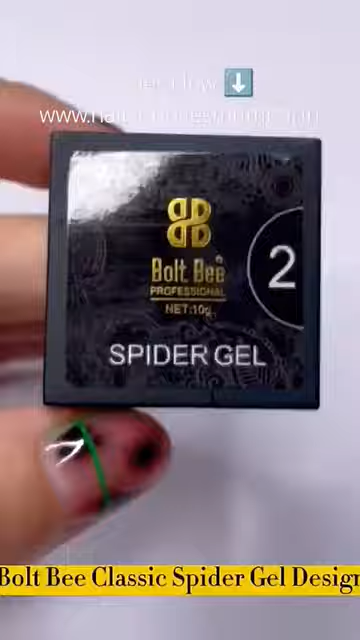 Bolt Bee
PROFESSIONAL
NET:10g
2
SPIDER GEL
Bolt Bee Classic Spider Gel Design